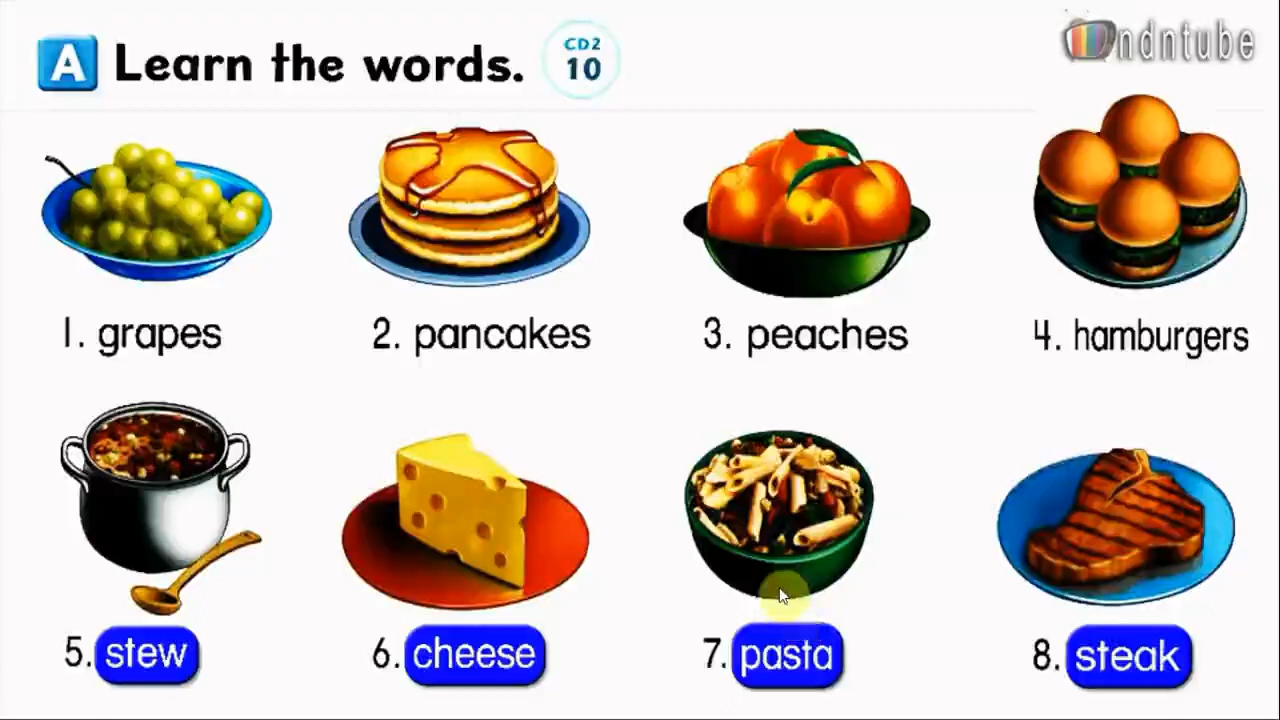 A Learn the words. CD2 10
ndntube
1. grapes
2. pancakes
3. peaches
4. hamburgers
5. stew
6. cheese
7. pasta
8. steak